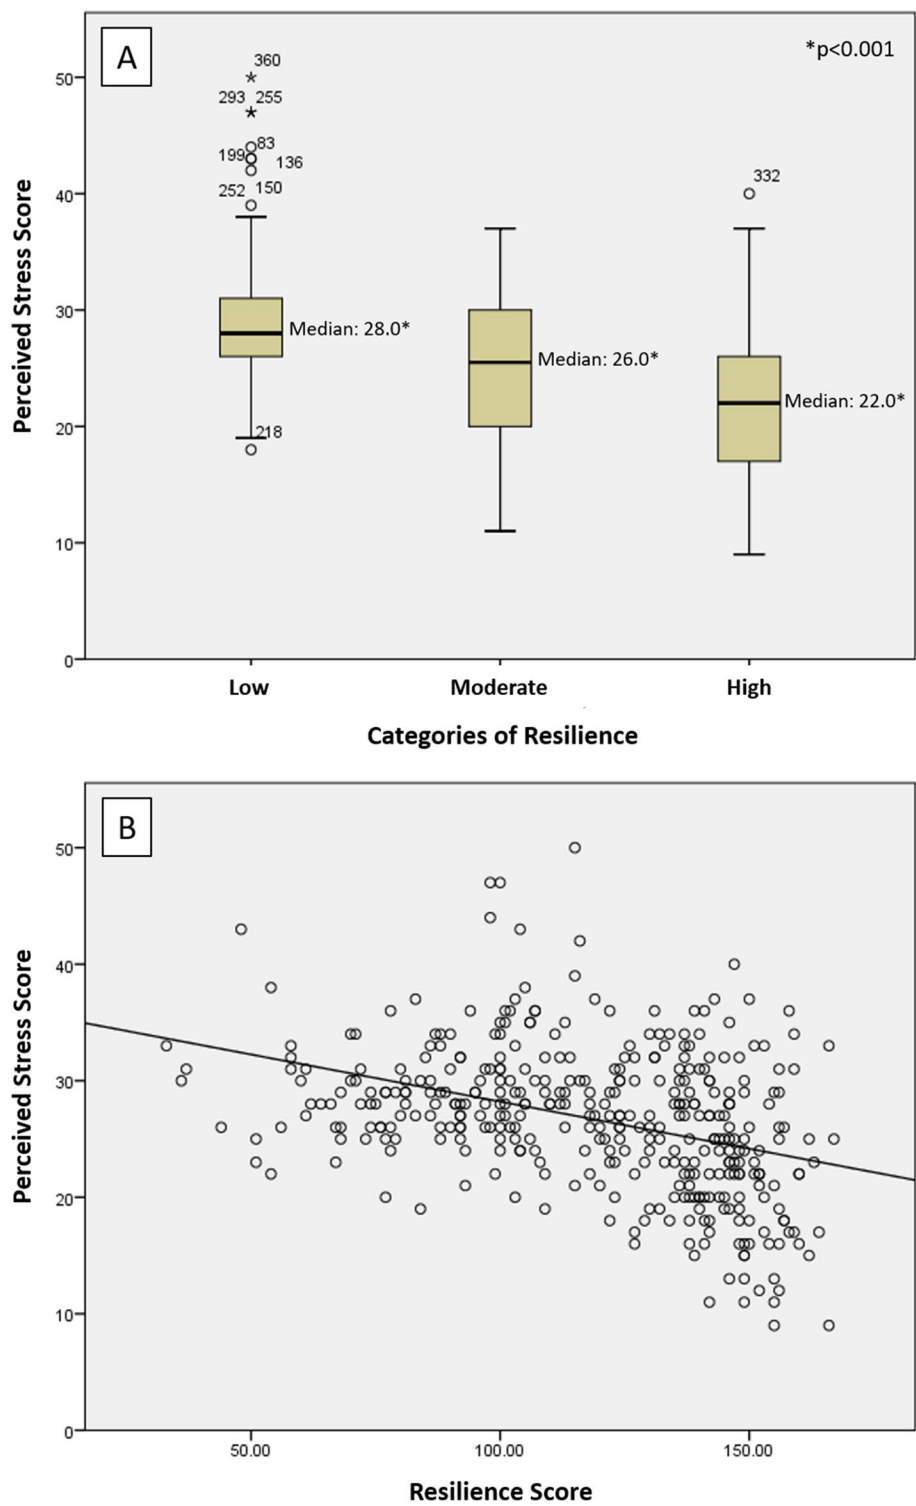 A
*p<0.001
Perceived Stress Score
50
40
30
20
10
0
360
293 255
83
199 136
252 150
218
332
Median: 28.0*
Median: 26.0*
Median: 22.0*
Low Moderate High
Categories of Resilience
B
Perceived Stress Score
50
40
30
20
10
0
50.00 100.00 150.00
Resilience Score